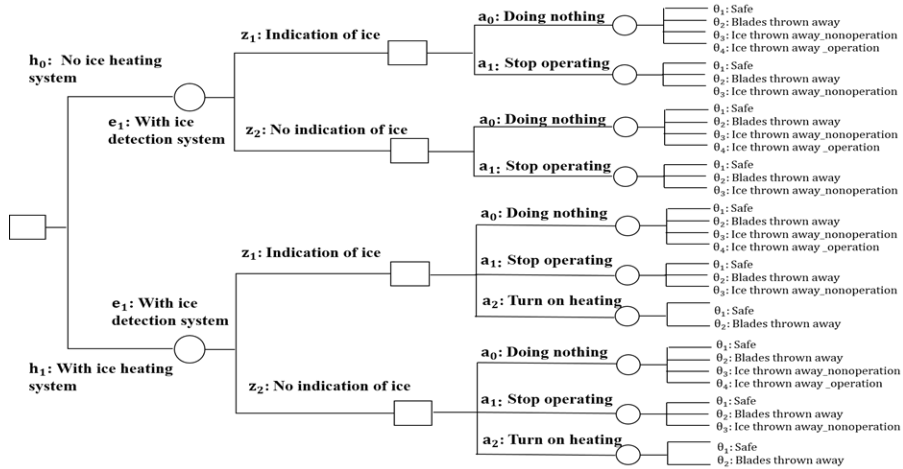 h₀: No ice heating
system
e₁: With ice
detection system
z₁: Indication of ice
a₀: Doing nothing
θ₁: Safe
θ₂: Blades thrown away
θ₃: Ice thrown away_nonoperation
θ₄: Ice thrown away_operation
a₁: Stop operating
θ₁: Safe
θ₂: Blades thrown away
θ₃: Ice thrown away_nonoperation
z₂: No indication of ice
a₀: Doing nothing
θ₁: Safe
θ₂: Blades thrown away
θ₃: Ice thrown away_nonoperation
θ₄: Ice thrown away _operation
a₁: Stop operating
θ₁: Safe
θ₂: Blades thrown away
θ₃: Ice thrown away_nonoperation
h₁: With ice heating
system
e₁: With ice
detection system
z₁: Indication of ice
a₀: Doing nothing
θ₁: Safe
θ₂: Blades thrown away
θ₃: Ice thrown away_nonoperation
θ₄: Ice thrown away_operation
a₁: Stop operating
θ₁: Safe
θ₂: Blades thrown away
θ₃: Ice thrown away_nonoperation
a₂: Turn on heating
θ₁: Safe
θ₂: Blades thrown away
z₂: No indication of ice
a₀: Doing nothing
θ₁: Safe
θ₂: Blades thrown away
θ₃: Ice thrown away_nonoperation
θ₄: Ice thrown away _operation
a₁: Stop operating
θ₁: Safe
θ₂: Blades thrown away
θ₃: Ice thrown away_nonoperation
a₂: Turn on heating
θ₁: Safe
θ₂: Blades thrown away